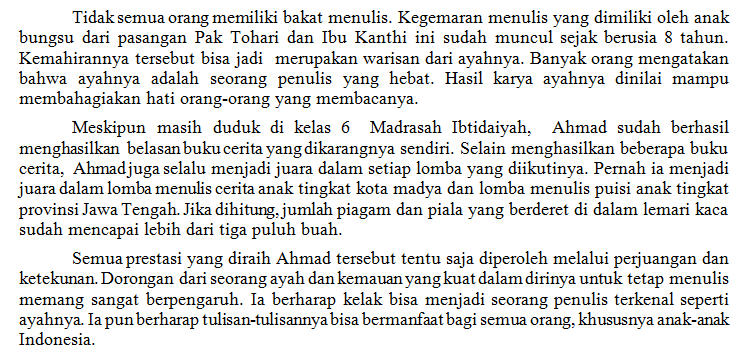 Tidak semua orang memiliki bakat menulis. Kegemaran menulis yang dimiliki oleh anak
bungsu dari pasangan Pak Tohari dan Ibu Kanthi ini sudah muncul sejak berusia 8 tahun.
Kemahirannya tersebut bisa jadi merupakan warisan dari ayahnya. Banyak orang mengatakan
bahwa ayahnya adalah seorang penulis yang hebat. Hasil karya ayahnya dinilai mampu
membahagiakan hati orang-orang yang membacanya.
Meskipun masih duduk di kelas 6 Madrasah Ibtidaiyah, Ahmad sudah berhasil
menghasilkan belasan buku cerita yang dikarangnya sendiri. Selain menghasilkan beberapa buku
cerita, Ahmad juga selalu menjadi juara dalam setiap lomba yang diikutinya. Pernah ia menjadi
juara dalam lomba menulis cerita anak tingkat kota madya dan lomba menulis puisi anak tingkat
provinsi Jawa Tengah. Jika dihitung, jumlah piagam dan piala yang berderet di dalam lemari kaca
sudah mencapai lebih dari tiga puluh buah.
Semua prestasi yang diraih Ahmad tersebut tentu saja diperoleh melalui perjuangan dan
ketekunan. Dorongan dari seorang ayah dan kemauan yang kuat dalam dirinya untuk tetap menulis
memang sangat berpengaruh. Ia berharap kelak bisa menjadi seorang penulis terkenal seperti
ayahnya. Ia pun berharap tulisan-tulisannya bisa bermanfaat bagi semua orang, khususnya anak-anak
Indonesia.